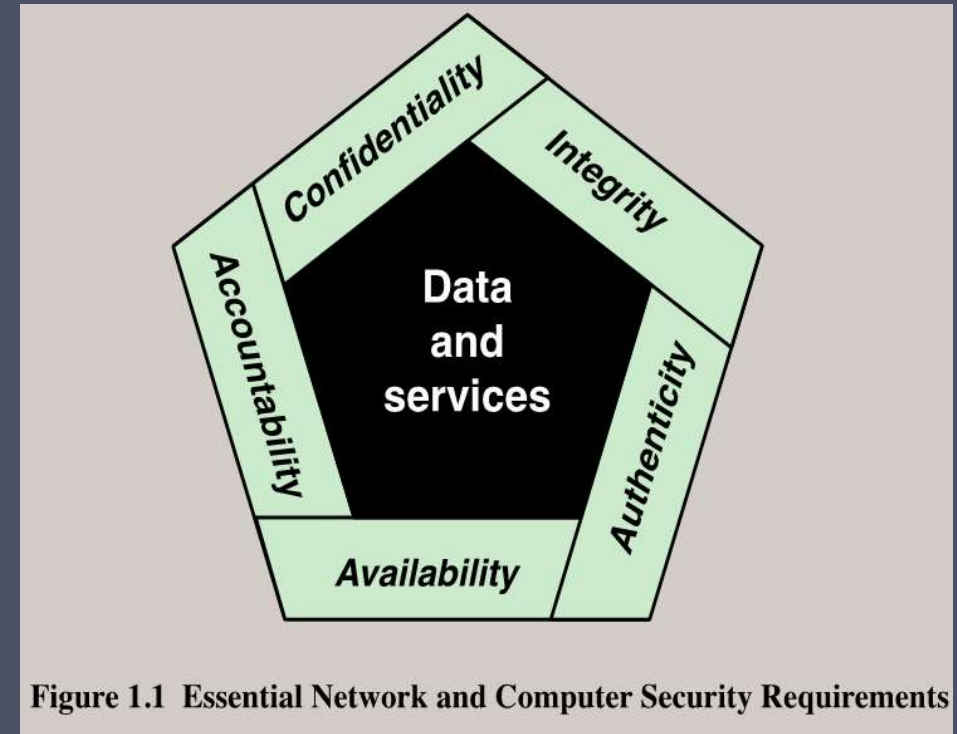 Confidentiality
Integrity
Accountability
Data
and
services
Authenticity
Availability
Figure 1.1 Essential Network and Computer Security Requirements